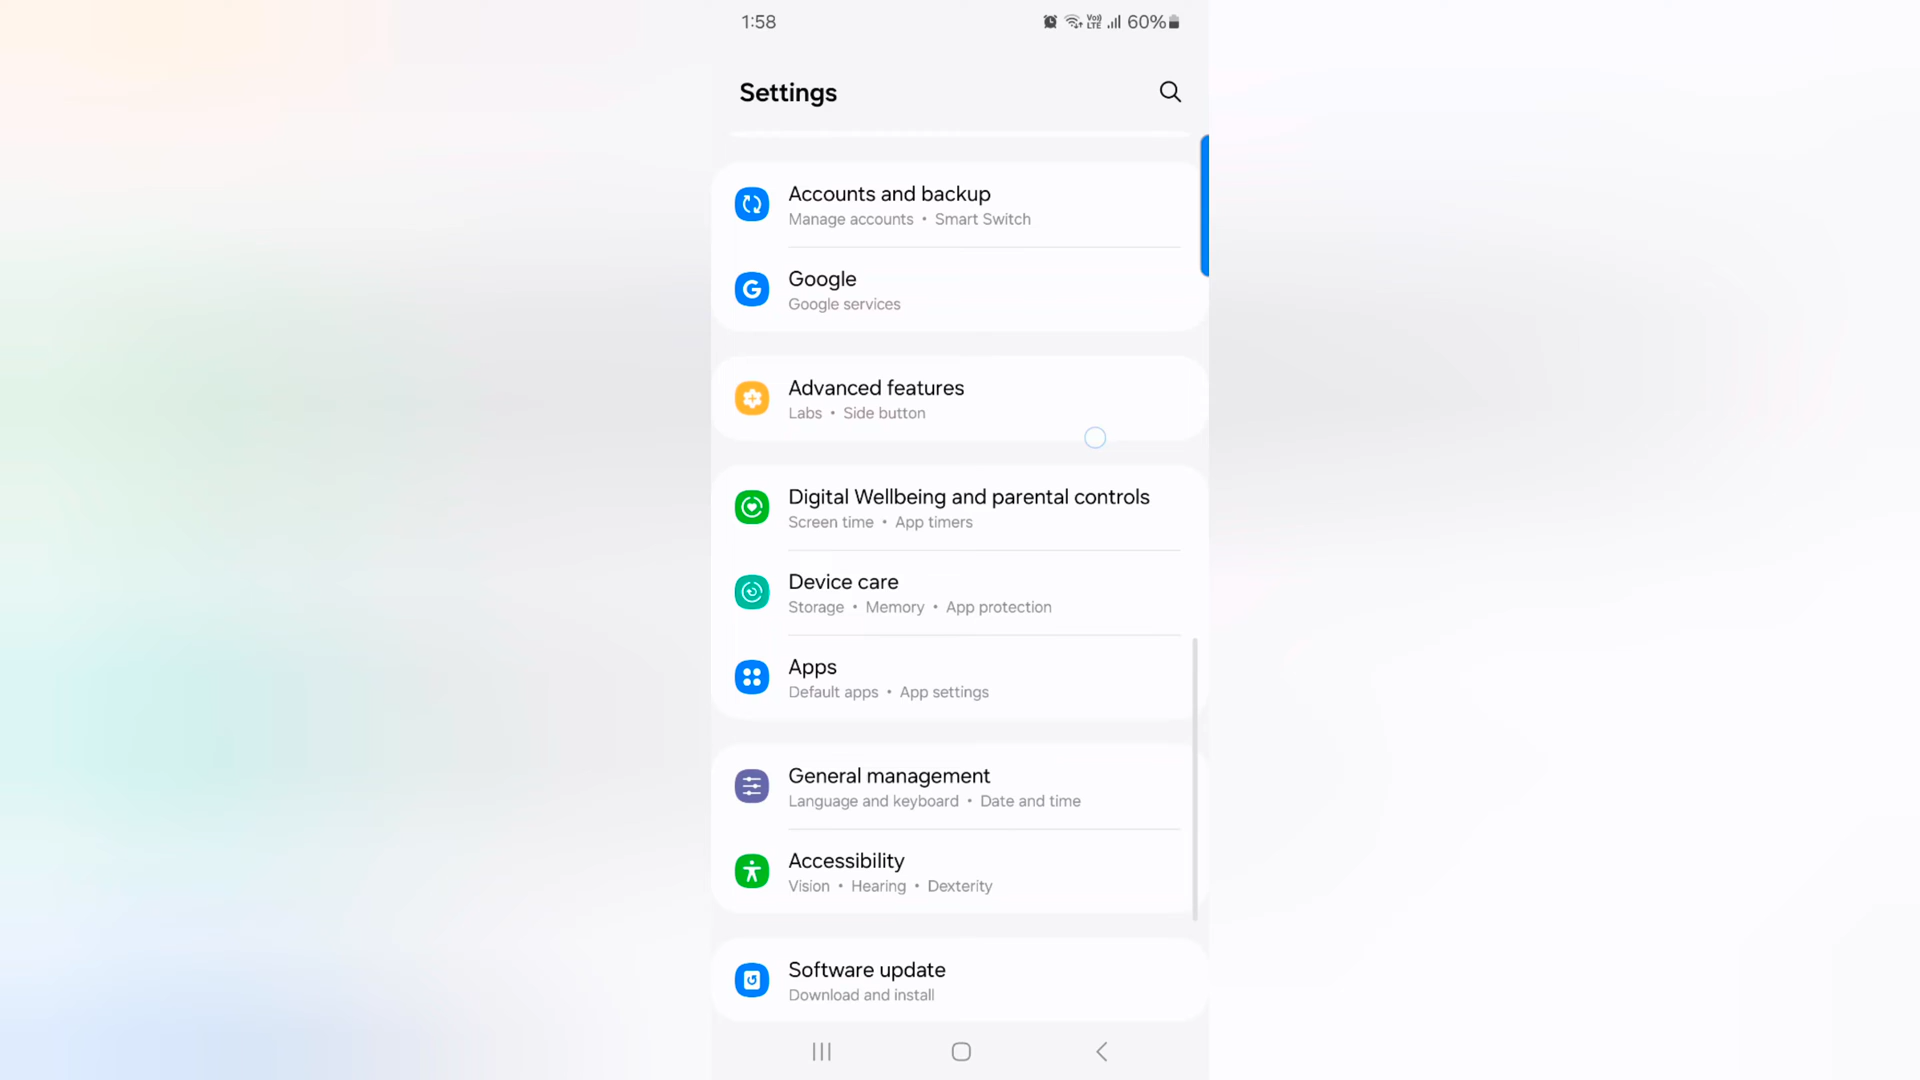 1:58
Vo)) LTE 60%
Settings
Accounts and backup
Manage accounts • Smart Switch
G
Google
Google services
Advanced features
Labs • Side button
Digital Wellbeing and parental controls
Screen time • App timers
Device care
Storage • Memory • App protection
Apps
Default apps • App settings
General management
Language and keyboard • Date and time
Accessibility
Vision • Hearing • Dexterity
Software update
Download and install